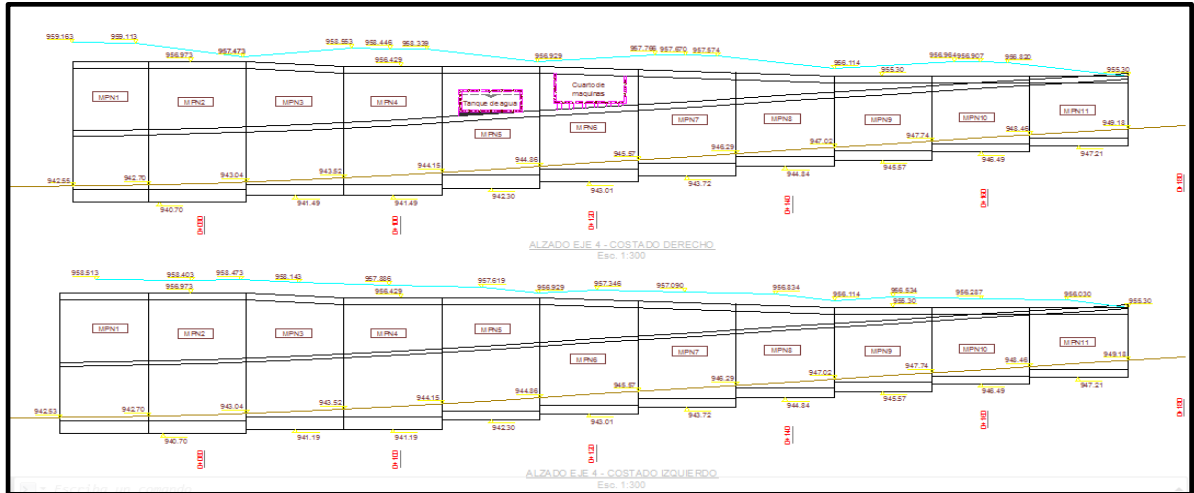 959.163 959.113 956.973 957.473 958.553 958.446 958.339 956.429 956.929 957.766 957.670 957.574 956.114 955.30 956.964 956.907 956.820 955.30
MPN1 MPN2 MPN3 MPN4 Tanque de agua Cuarto de maquinas
MPN5 MPN6 MPN7 MPN8 MPN9 MPN10 MPN11
942.55 942.70 943.04 943.52 944.15 944.86 945.57 946.29 947.02 947.74 948.46 949.18
940.70 941.49 941.49 942.30 943.01 943.72 944.84 945.57 946.49 947.21
ALZADO EJE 4 - COSTADO DERECHO
Esc. 1:300
958.513 958.403 956.973 958.473 958.143 957.886 956.429 957.619 956.929 957.346 957.090 956.834 956.114 956.534 955.30 956.287 956.030 955.30
MPN1 MPN2 MPN3 MPN4 MPN5
MPN6 MPN7 MPN8 MPN9 MPN10 MPN11
942.53 942.70 943.04 943.52 944.15 944.86 945.57 946.29 947.02 947.74 948.46 949.18
940.70 941.19 941.19 942.30 943.01 943.72 944.84 945.57 946.49 947.21
ALZADO EJE 4 - COSTADO IZQUIERDO
Esc. 1:300
Escriba un comando